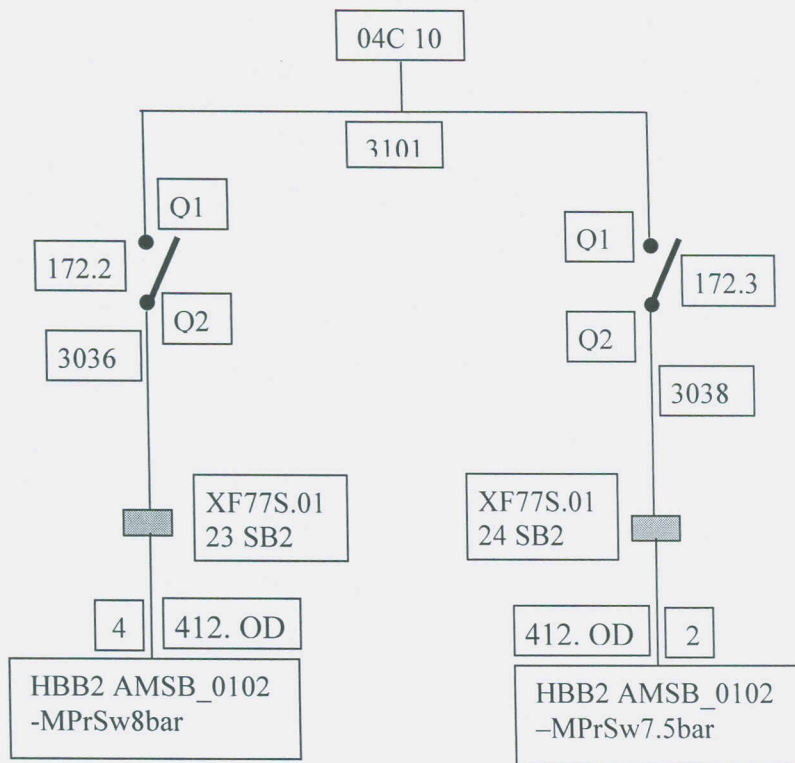 04C 10
3101
Q1
172.2
Q2
3036
XF77S.01
23 SB2
4
412. OD
HBB2 AMSB_0102
-MPrSw8bar
Q1
172.3
Q2
3038
XF77S.01
24 SB2
412. OD
2
HBB2 AMSB_0102
–MPrSw7.5bar